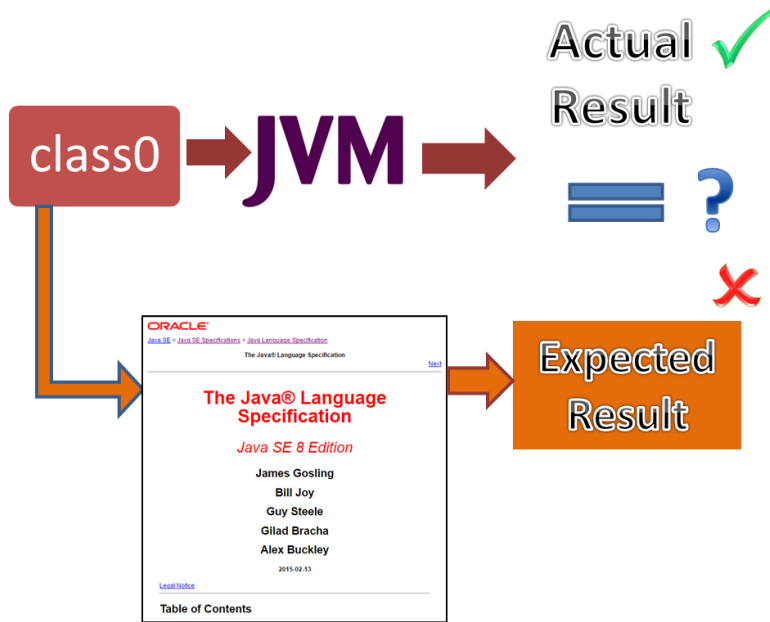 Actual
Result
class0
JVM
= ?
ORACLE®
Java SE > Java SE Specifications > Java Language Specification
The Java® Language Specification
Next
The Java® Language
Specification
Java SE 8 Edition
James Gosling
Bill Joy
Guy Steele
Gilad Bracha
Alex Buckley
2015-02-13
Legal Notice
Table of Contents
Expected
Result